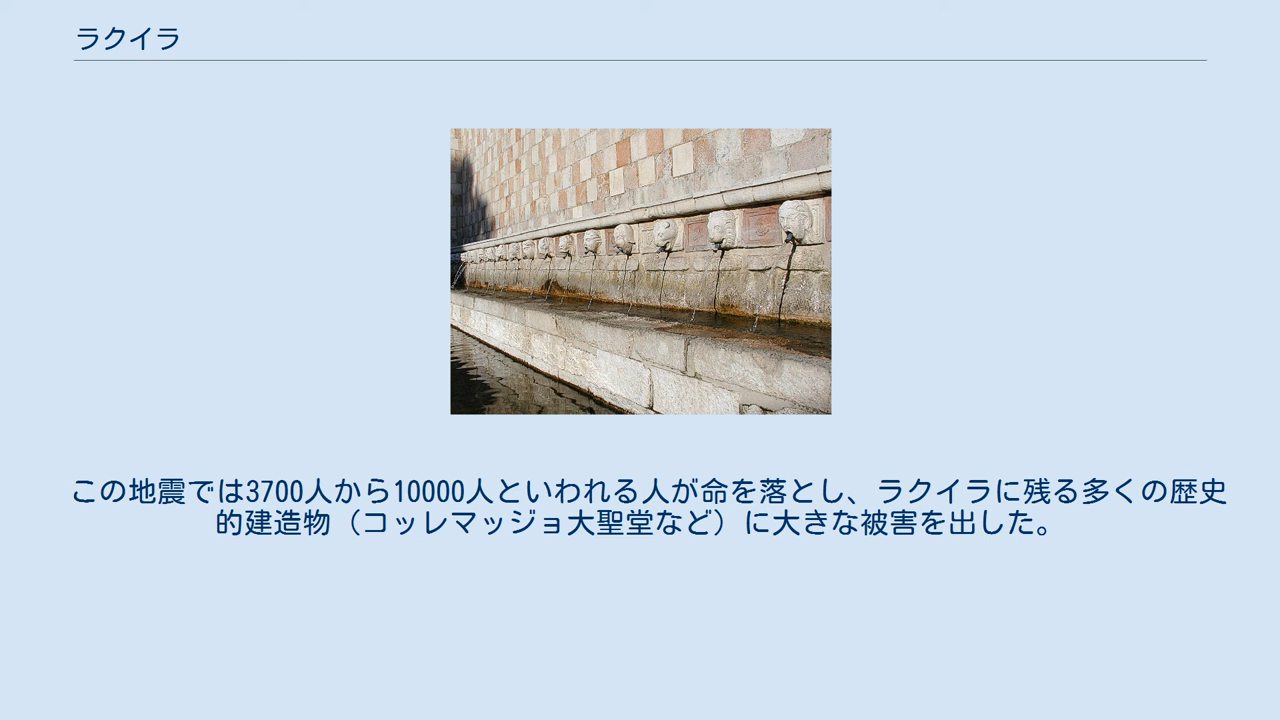 ラクイラ
この地震では3700人から10000人といわれる人が命を落とし、ラクイラに残る多くの歴史
的建造物（コッレマッジョ大聖堂など）に大きな被害を出した。